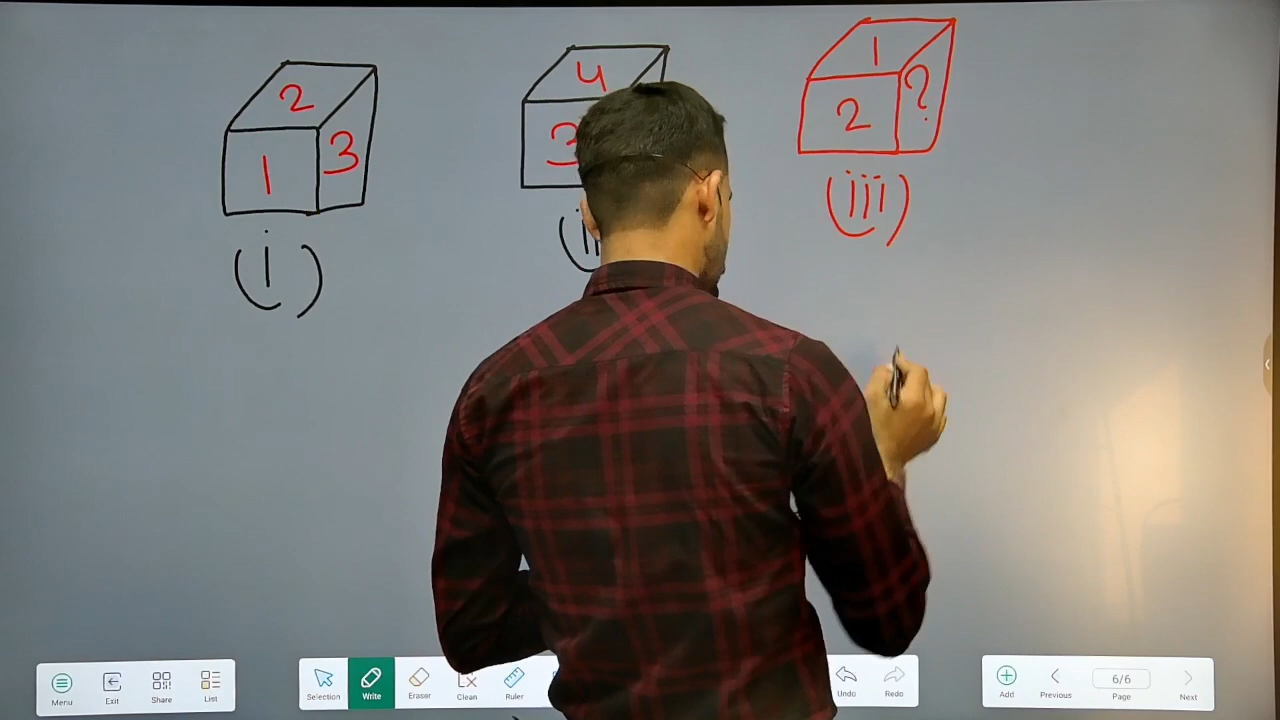 2
1 3
(i)
4
3
1
2 ?
(iii)
6/6
Menu Exit Share List Selection Write Eraser Clean Ruler Undo Redo Add Previous Page Next